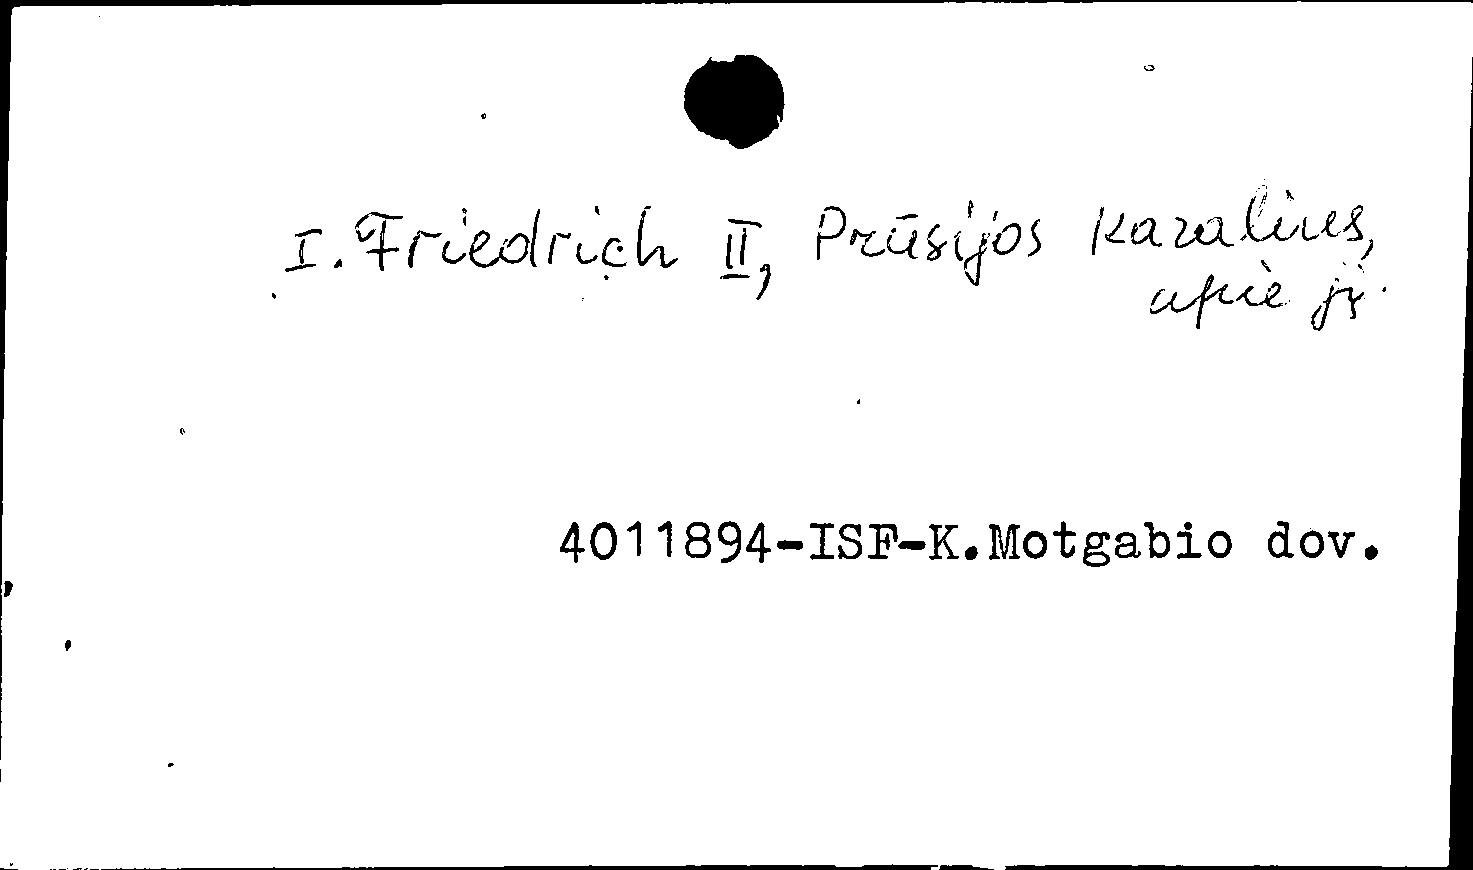 I. Friedrich II, Prūsijos karalius,
apie jį.
4011894-ISF-K.Motgabio dov.